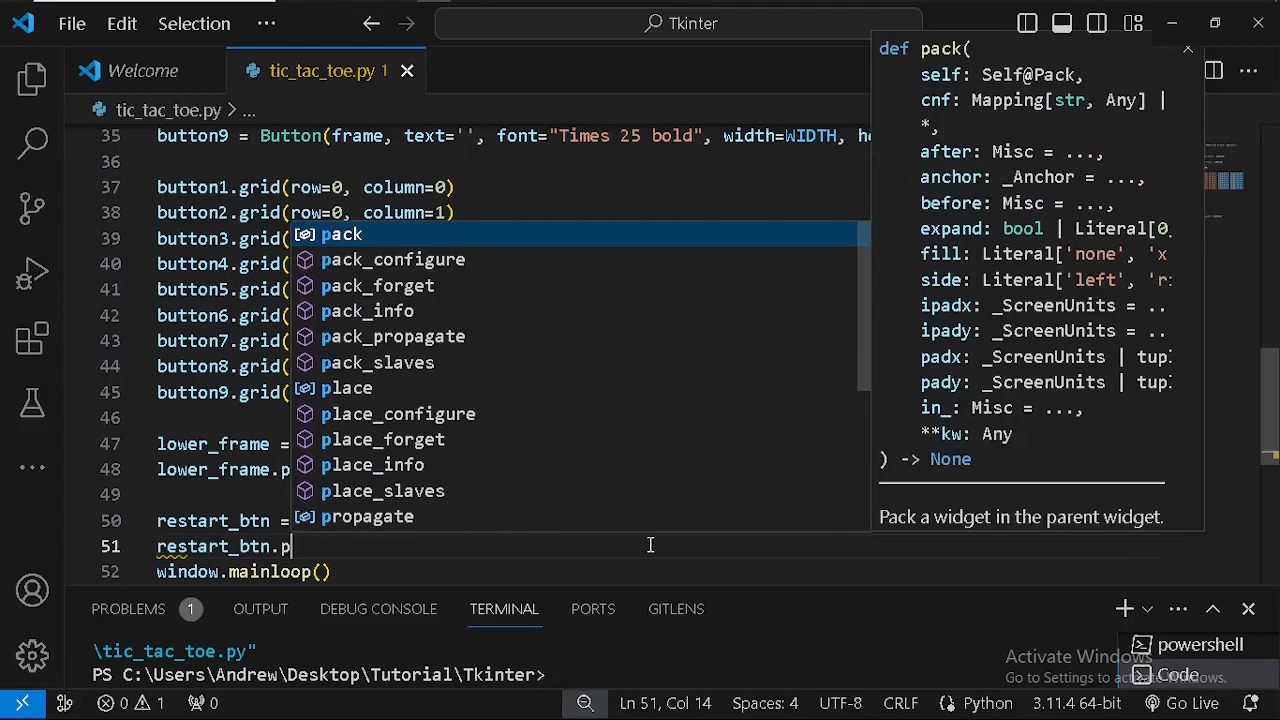 File Edit Selection ··· Tkinter
Welcome tic_tac_toe.py 1
tic_tac_toe.py > ...
35 button9 = Button(frame, text='', font="Times 25 bold", width=WIDTH, he
36
37 button1.grid(row=0, column=0)
38 button2.grid(row=0, column=1)
39 button3.grid(
40 button4.grid(
41 button5.grid(
42 button6.grid(
43 button7.grid(
44 button8.grid(
45 button9.grid(
46
47 lower_frame =
48 lower_frame.p
49
50 restart_btn =
51 restart_btn.p
52 window.mainloop()
pack
pack_configure
pack_forget
pack_info
pack_propagate
pack_slaves
place
place_configure
place_forget
place_info
place_slaves
propagate
def pack(
self: Self@Pack,
cnf: Mapping[str, Any] |
*,
after: Misc = ...,
anchor: _Anchor = ...,
before: Misc = ...,
expand: bool | Literal[0,
fill: Literal['none', 'x
side: Literal['left', 'r:
ipadx: _ScreenUnits = ..
ipady: _ScreenUnits = ..
padx: _ScreenUnits | tup
pady: _ScreenUnits | tup
in_: Misc = ...,
**kw: Any
) -> None
Pack a widget in the parent widget.
PROBLEMS 1 OUTPUT DEBUG CONSOLE TERMINAL PORTS GITLENS
\tic_tac_toe.py"
PS C:\Users\Andrew\Desktop\Tutorial\Tkinter>
powershell
Code
Activate Windows
Go to Settings to activate Windows.
0 1 0 Ln 51, Col 14 Spaces: 4 UTF-8 CRLF Python 3.11.4 64-bit Go Live